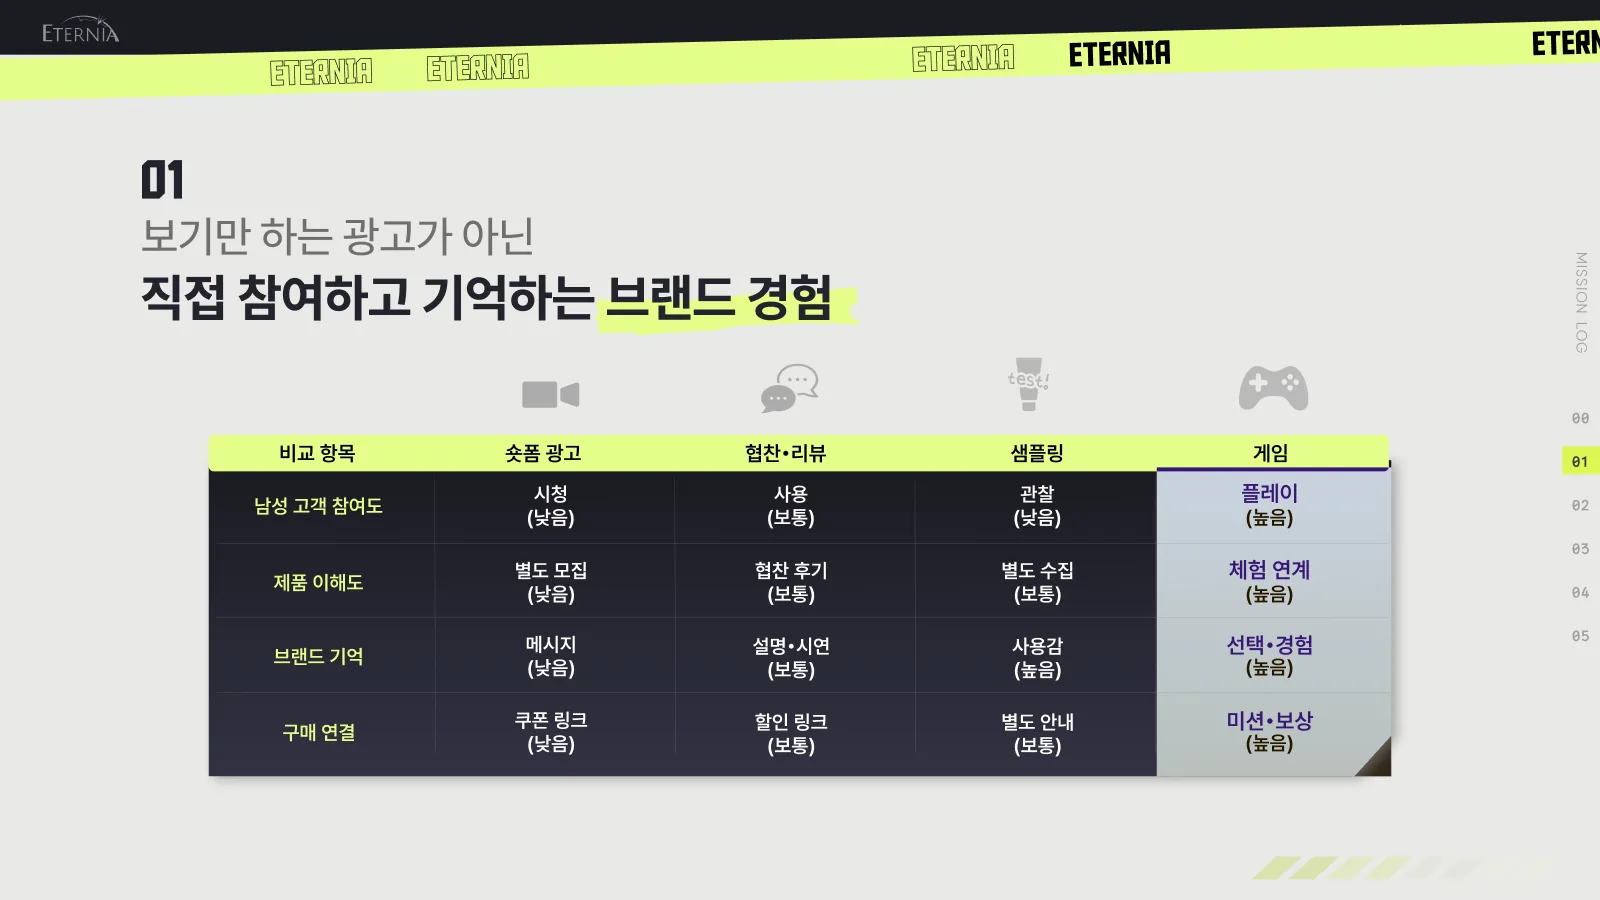 ETERNIA
ETERNIA
ETERNIA
ETERNIA
ETERNIA
ETERN
01
보기만 하는 광고가 아닌
직접 참여하고 기억하는 브랜드 경험
test!
비교 항목 숏폼 광고 협찬•리뷰 샘플링 게임
남성 고객 참여도 시청 (낮음) 사용 (보통) 관찰 (낮음) 플레이 (높음)
제품 이해도 별도 모집 (낮음) 협찬 후기 (보통) 별도 수집 (보통) 체험 연계 (높음)
브랜드 기억 메시지 (낮음) 설명•시연 (보통) 사용감 (높음) 선택•경험 (높음)
구매 연결 쿠폰 링크 (낮음) 할인 링크 (보통) 별도 안내 (보통) 미션•보상 (높음)
MISSION LOG
00
01
02
03
04
05